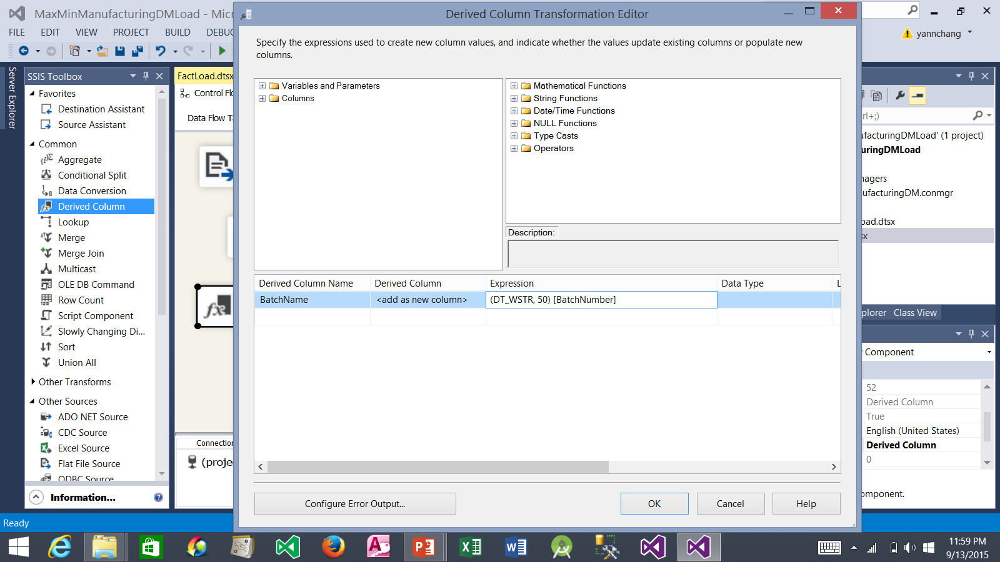 MaxMinManufacturingDMLoad - Micr
Derived Column Transformation Editor
FILE EDIT VIEW PROJECT BUILD DEBUG
yannchang
Server Explorer
SSIS Toolbox
Favorites
Destination Assistant
Source Assistant
Common
Aggregate
Conditional Split
Data Conversion
Derived Column
Lookup
Merge
Merge Join
Multicast
OLE DB Command
Row Count
Script Component
Slowly Changing Di...
Sort
Union All
Other Transforms
Other Sources
ADO NET Source
CDC Source
Excel Source
Flat File Source
ODBC Source
Information...
Ready
FactLoad.dtsx
Control Flo
Data Flow Ta
Connection
(projec
Specify the expressions used to create new column values, and indicate whether the values update existing columns or populate new
columns.
Variables and Parameters
Columns
Mathematical Functions
String Functions
Date/Time Functions
NULL Functions
Type Casts
Operators
Description:
Derived Column Name Derived Column Expression Data Type L
BatchName <add as new column> (DT_WSTR, 50) [BatchNumber]
Configure Error Output... OK Cancel Help
trl+;)
ufacturingDMLoad' (1 project)
uringDMLoad
nagers
nufacturingDM.conmgr
oad.dtsx
sx
plorer Class View
Component
52
Derived Column
True
English (United States)
Derived Column
0
omponent.
11:59 PM
9/13/2015